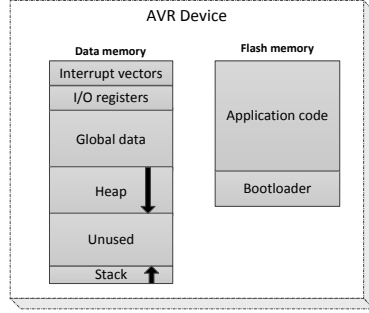 AVR Device
Data memory
Interrupt vectors
I/O registers
Global data
Heap
Unused
Stack
Flash memory
Application code
Bootloader